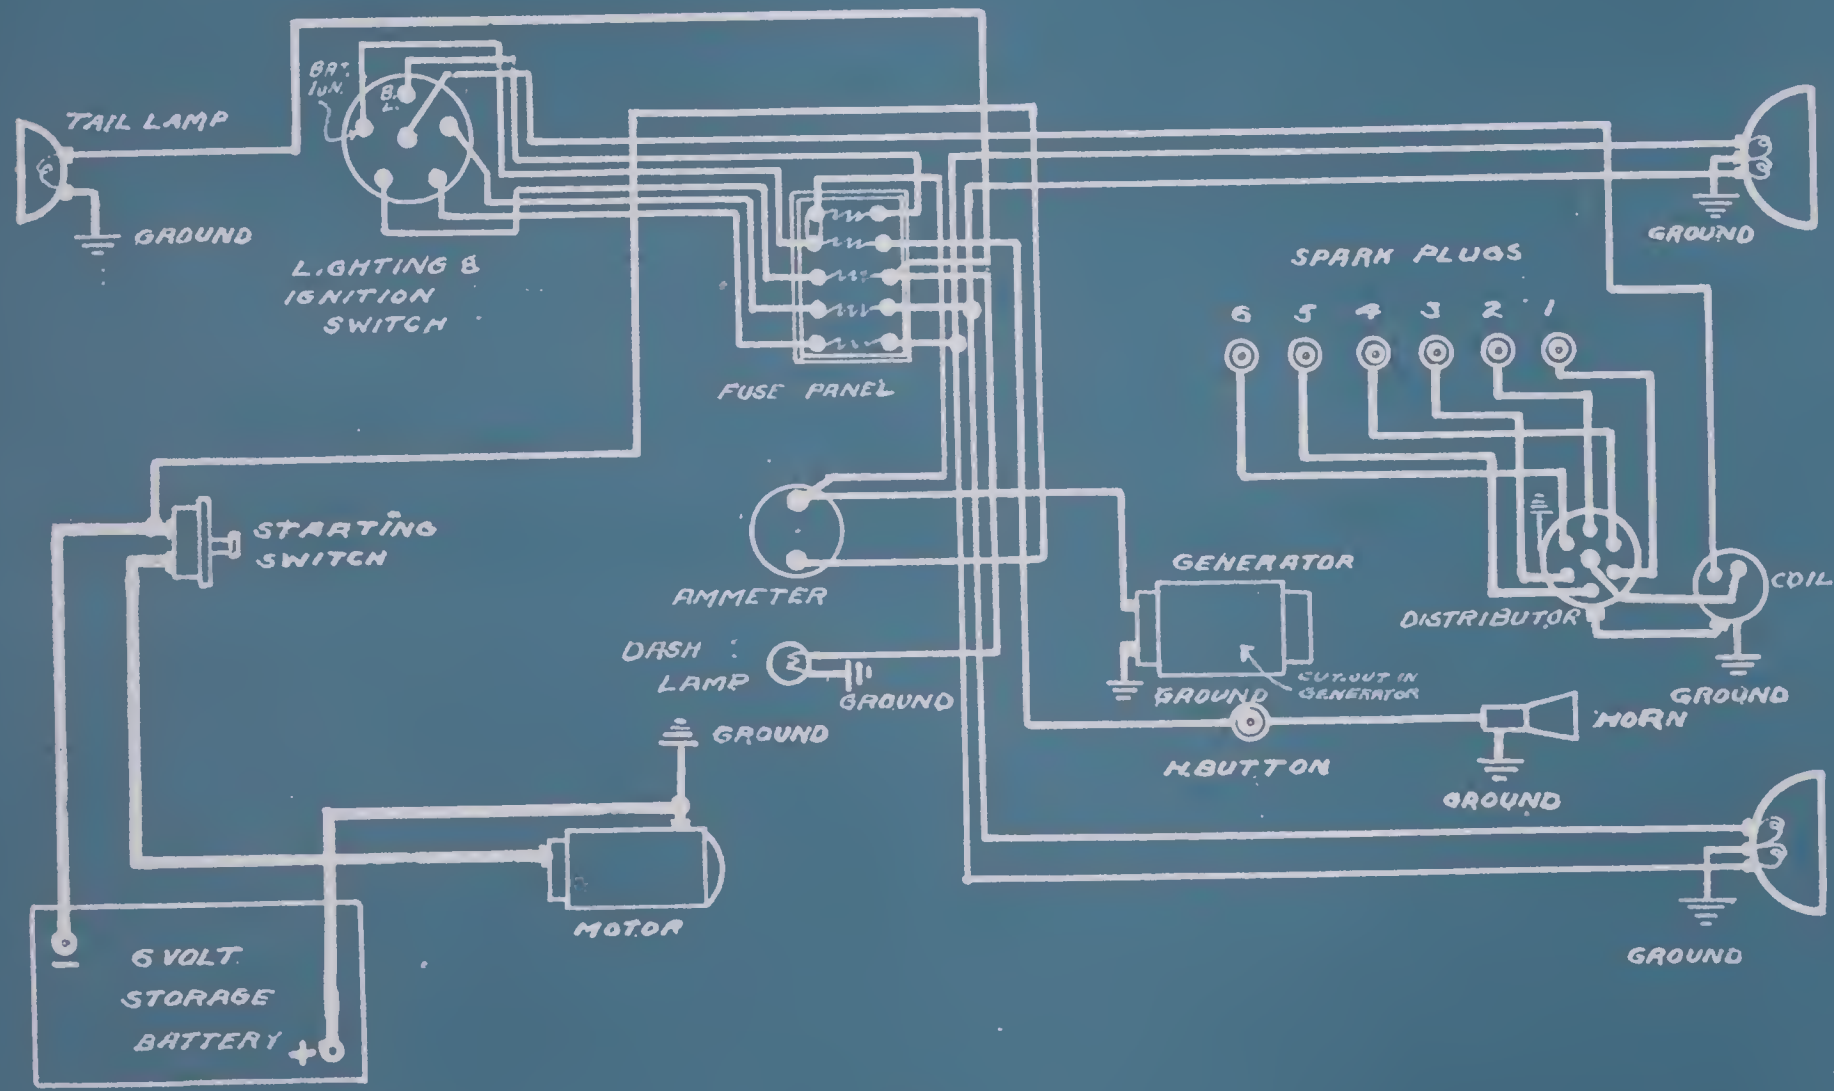 BAT.
IGN.
B.
L.
TAIL LAMP
GROUND
LIGHTING &
IGNITION
SWITCH
FUSE PANEL
GROUND
SPARK PLUGS
6 5 4 3 2 1
STARTING
SWITCH
AMMETER
GENERATOR
COIL
DISTRIBUTOR
DASH
LAMP
GROUND
CUT-OUT IN
GENERATOR
GROUND
GROUND
GROUND
HORN
H.BUTTON
GROUND
MOTOR
GROUND
6 VOLT.
STORAGE
BATTERY
+
−